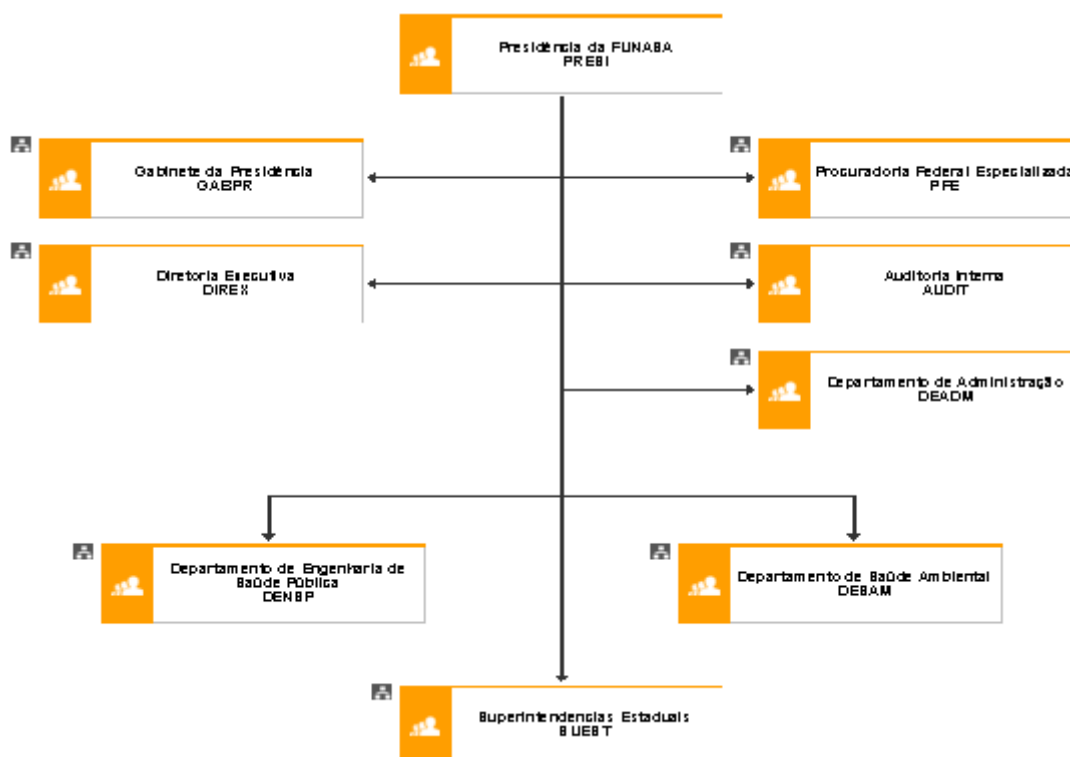 Presidência da FUNASA
PRESI
Gabinete da Presidência
GABPR
Procuradoria Federal Especializada
PFE
Diretoria Executiva
DIREX
Auditoria Interna
AUDIT
Departamento de Administração
DEADM
Departamento de Engenharia de
Saúde Pública
DENSP
Departamento de Saúde Ambiental
DESAM
Superintendencias Estaduais
SUEST